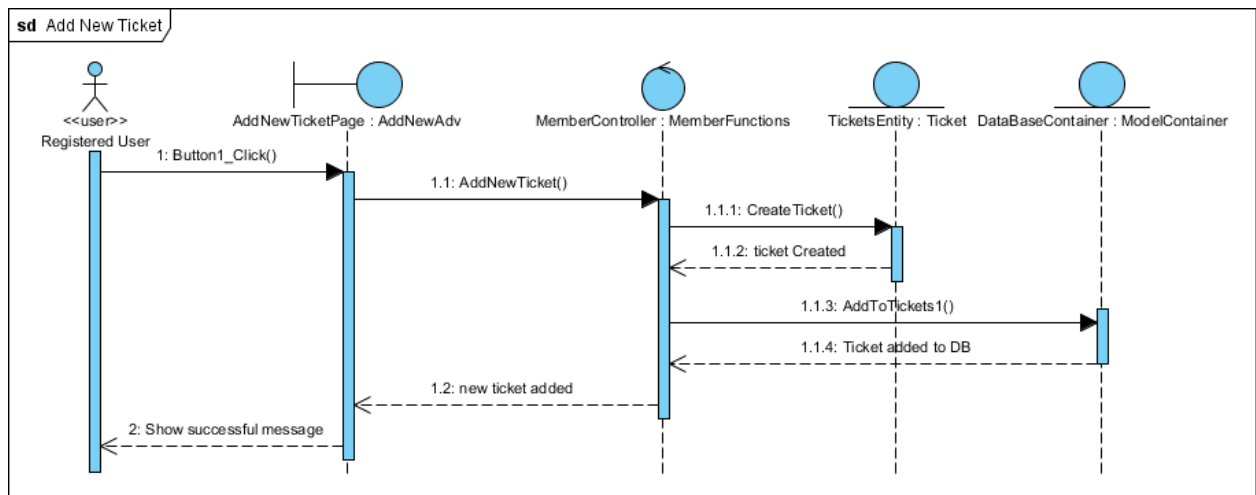 sd Add New Ticket
<<user>>
Registered User
AddNewTicketPage : AddNewAdv
MemberController : MemberFunctions
TicketsEntity : Ticket
DataBaseContainer : ModelContainer
1: Button1_Click()
1.1: AddNewTicket()
1.1.1: CreateTicket()
1.1.2: ticket Created
1.1.3: AddToTickets1()
1.1.4: Ticket added to DB
1.2: new ticket added
2: Show successful message